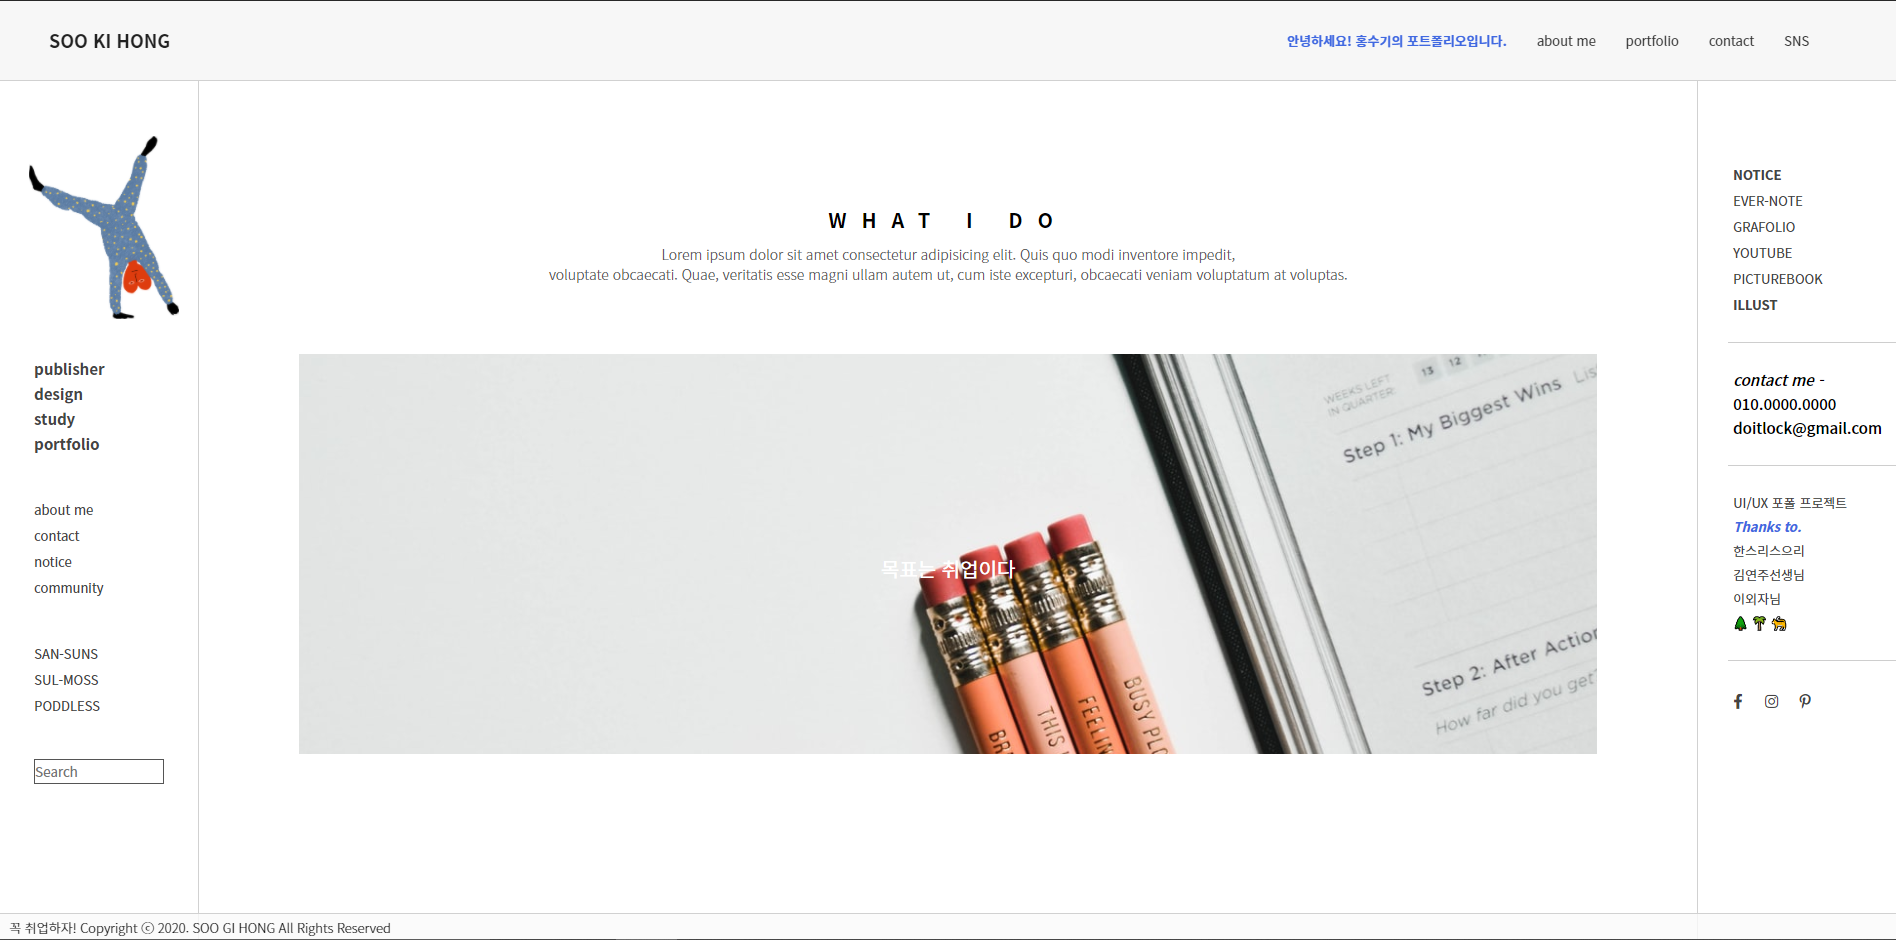 SOO KI HONG
안녕하세요! 홍수기의 포트폴리오입니다.
about me
portfolio
contact
SNS
publisher
design
study
portfolio
about me
contact
notice
community
SAN-SUNS
SUL-MOSS
PODDLESS
Search
WHAT I DO
Lorem ipsum dolor sit amet consectetur adipisicing elit. Quis quo modi inventore impedit,
voluptate obcaecati. Quae, veritatis esse magni ullam autem ut, cum iste excepturi, obcaecati veniam voluptatum at voluptas.
WEEKS LEFT
IN QUARTER:
13
12
Step 1: My Biggest Wins
목표는 취업이다
Step 2: After Action
How far did you get?
THIS
FEELIN
BUSY
NOTICE
EVER-NOTE
GRAFOLIO
YOUTUBE
PICTUREBOOK
ILLUST
contact me -
010.0000.0000
doitlock@gmail.com
UI/UX 포폴 프로젝트
Thanks to.
한스리스으리
김연주선생님
이외자님
꼭 취업하자! Copyright ⓒ 2020. SOO GI HONG All Rights Reserved